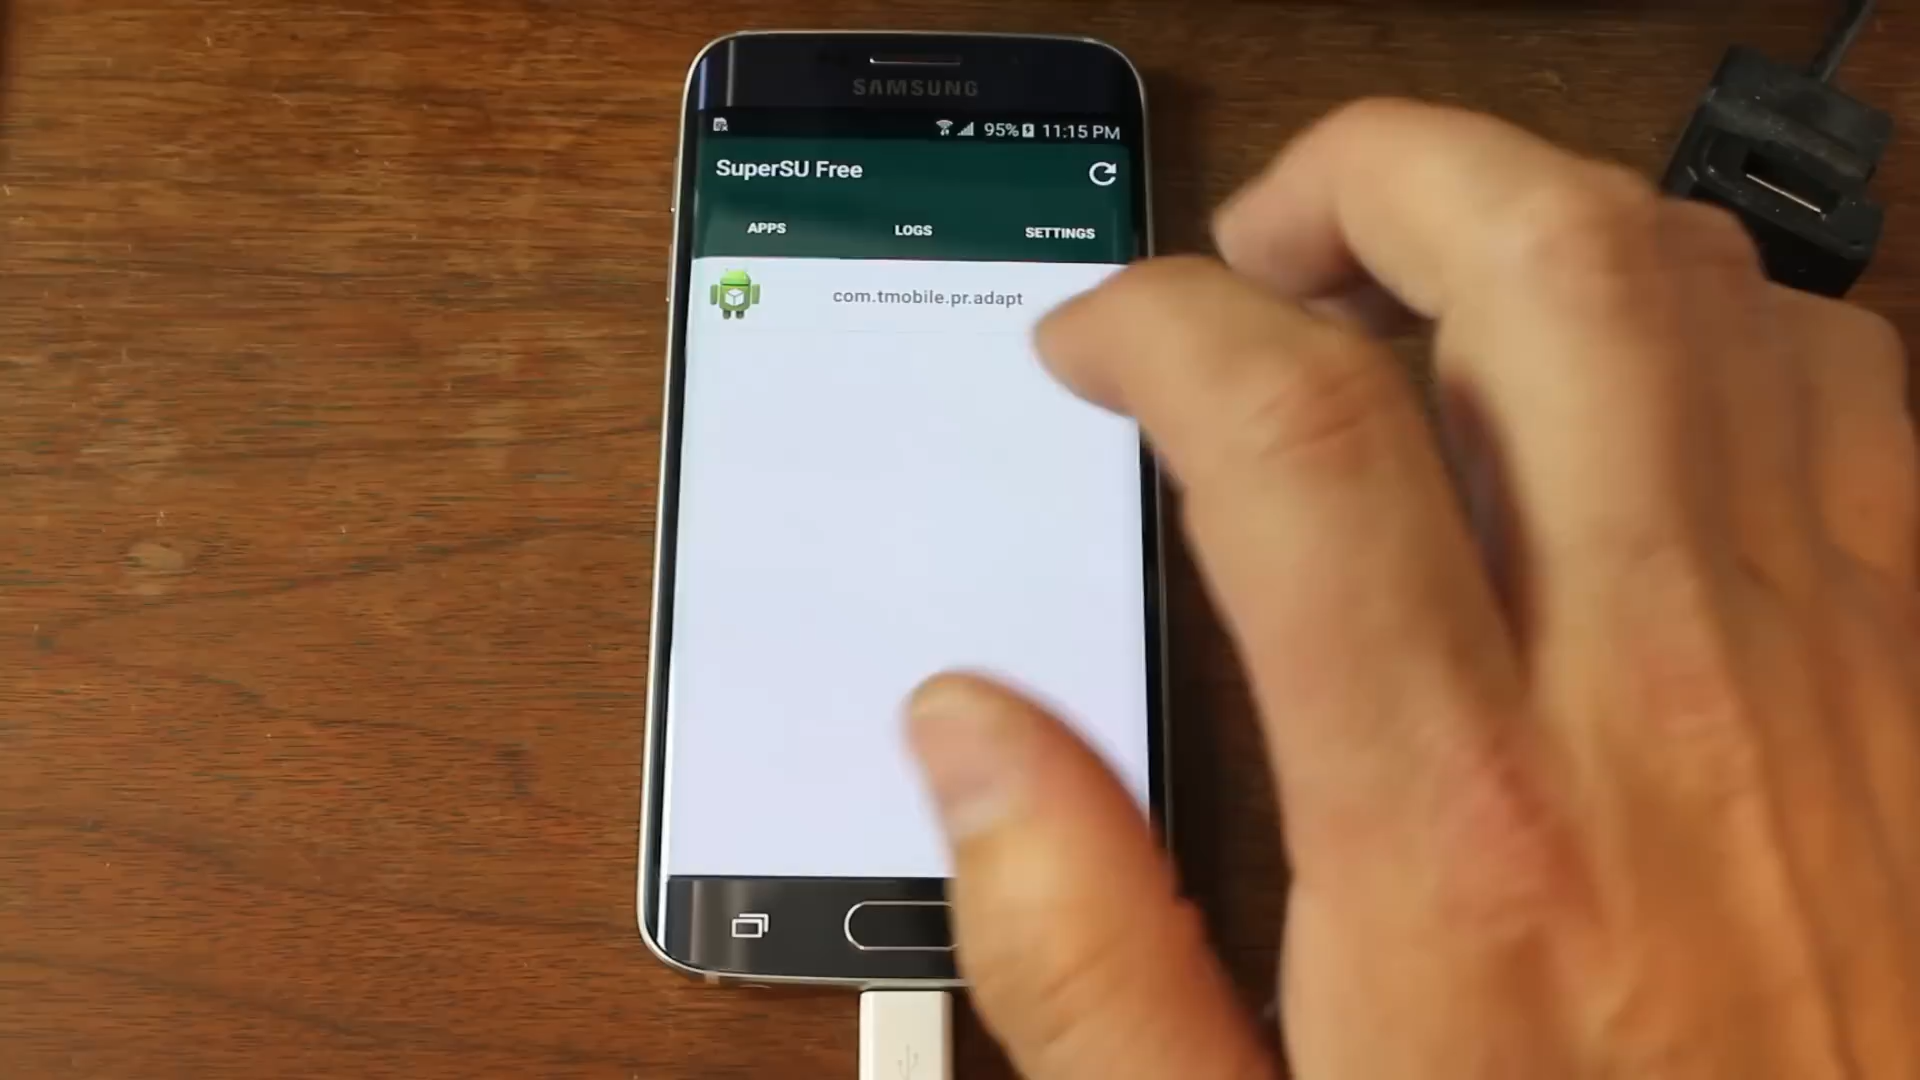 SAMSUNG
95% 11:15 PM
SuperSU Free
APPS LOGS SETTINGS
com.tmobile.pr.adapt